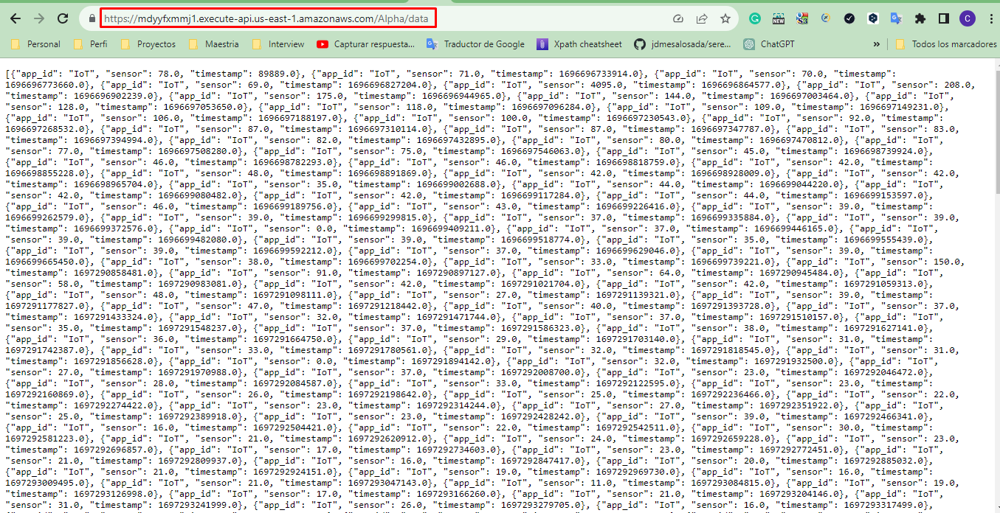 https://mdyyfxmmj1.execute-api.us-east-1.amazonaws.com/Alpha/data
NEW
C
Personal Perfi Proyectos Maestria Interview Capturar respuesta... Traductor de Google Xpath cheatsheet jdmesalosada/sere... ChatGPT » Todos los marcadores
[{"app_id": "IoT", "sensor": 78.0, "timestamp": 89889.0}, {"app_id": "IoT", "sensor": 71.0, "timestamp": 1696696733914.0}, {"app_id": "IoT", "sensor": 70.0, "timestamp":
1696696773660.0}, {"app_id": "IoT", "sensor": 69.0, "timestamp": 1696696827204.0}, {"app_id": "IoT", "sensor": 4095.0, "timestamp": 1696696864577.0}, {"app_id": "IoT", "sensor": 208.0,
"timestamp": 1696696902239.0}, {"app_id": "IoT", "sensor": 175.0, "timestamp": 1696696944965.0}, {"app_id": "IoT", "sensor": 144.0, "timestamp": 1696697003464.0}, {"app_id": "IoT",
"sensor": 128.0, "timestamp": 1696697053650.0}, {"app_id": "IoT", "sensor": 118.0, "timestamp": 1696697096284.0}, {"app_id": "IoT", "sensor": 109.0, "timestamp": 1696697149231.0},
{"app_id": "IoT", "sensor": 106.0, "timestamp": 1696697188197.0}, {"app_id": "IoT", "sensor": 100.0, "timestamp": 1696697230543.0}, {"app_id": "IoT", "sensor": 92.0, "timestamp":
1696697268532.0}, {"app_id": "IoT", "sensor": 87.0, "timestamp": 1696697310114.0}, {"app_id": "IoT", "sensor": 87.0, "timestamp": 1696697347787.0}, {"app_id": "IoT", "sensor": 83.0,
"timestamp": 1696697394994.0}, {"app_id": "IoT", "sensor": 82.0, "timestamp": 1696697432895.0}, {"app_id": "IoT", "sensor": 80.0, "timestamp": 1696697470812.0}, {"app_id": "IoT",
"sensor": 77.0, "timestamp": 1696697508280.0}, {"app_id": "IoT", "sensor": 75.0, "timestamp": 1696697546063.0}, {"app_id": "IoT", "sensor": 45.0, "timestamp": 1696698739924.0},
{"app_id": "IoT", "sensor": 46.0, "timestamp": 1696698782293.0}, {"app_id": "IoT", "sensor": 46.0, "timestamp": 1696698818759.0}, {"app_id": "IoT", "sensor": 42.0, "timestamp":
1696698855228.0}, {"app_id": "IoT", "sensor": 48.0, "timestamp": 1696698891869.0}, {"app_id": "IoT", "sensor": 42.0, "timestamp": 1696698928009.0}, {"app_id": "IoT", "sensor": 42.0,
"timestamp": 1696698965704.0}, {"app_id": "IoT", "sensor": 35.0, "timestamp": 1696699002688.0}, {"app_id": "IoT", "sensor": 44.0, "timestamp": 1696699044220.0}, {"app_id": "IoT",
"sensor": 42.0, "timestamp": 1696699080482.0}, {"app_id": "IoT", "sensor": 42.0, "timestamp": 1696699117284.0}, {"app_id": "IoT", "sensor": 44.0, "timestamp": 1696699153597.0},
{"app_id": "IoT", "sensor": 46.0, "timestamp": 1696699189756.0}, {"app_id": "IoT", "sensor": 43.0, "timestamp": 1696699226416.0}, {"app_id": "IoT", "sensor": 39.0, "timestamp":
1696699262579.0}, {"app_id": "IoT", "sensor": 39.0, "timestamp": 1696699299815.0}, {"app_id": "IoT", "sensor": 37.0, "timestamp": 1696699335884.0}, {"app_id": "IoT", "sensor": 39.0,
"timestamp": 1696699372576.0}, {"app_id": "IoT", "sensor": 0.0, "timestamp": 1696699409211.0}, {"app_id": "IoT", "sensor": 37.0, "timestamp": 1696699446165.0}, {"app_id": "IoT",
"sensor": 39.0, "timestamp": 1696699482080.0}, {"app_id": "IoT", "sensor": 39.0, "timestamp": 1696699518774.0}, {"app_id": "IoT", "sensor": 35.0, "timestamp": 1696699555439.0},
{"app_id": "IoT", "sensor": 39.0, "timestamp": 1696699592212.0}, {"app_id": "IoT", "sensor": 37.0, "timestamp": 1696699629046.0}, {"app_id": "IoT", "sensor": 39.0, "timestamp":
1696699665450.0}, {"app_id": "IoT", "sensor": 38.0, "timestamp": 1696699702254.0}, {"app_id": "IoT", "sensor": 33.0, "timestamp": 1696699739221.0}, {"app_id": "IoT", "sensor": 150.0,
"timestamp": 1697290858481.0}, {"app_id": "IoT", "sensor": 91.0, "timestamp": 1697290897127.0}, {"app_id": "IoT", "sensor": 64.0, "timestamp": 1697290945484.0}, {"app_id": "IoT",
"sensor": 58.0, "timestamp": 1697290983081.0}, {"app_id": "IoT", "sensor": 42.0, "timestamp": 1697291021704.0}, {"app_id": "IoT", "sensor": 42.0, "timestamp": 1697291059313.0},
{"app_id": "IoT", "sensor": 48.0, "timestamp": 1697291098111.0}, {"app_id": "IoT", "sensor": 27.0, "timestamp": 1697291139321.0}, {"app_id": "IoT", "sensor": 39.0, "timestamp":
1697291177827.0}, {"app_id": "IoT", "sensor": 47.0, "timestamp": 1697291218442.0}, {"app_id": "IoT", "sensor": 40.0, "timestamp": 1697291393728.0}, {"app_id": "IoT", "sensor": 37.0,
"timestamp": 1697291433324.0}, {"app_id": "IoT", "sensor": 32.0, "timestamp": 1697291471744.0}, {"app_id": "IoT", "sensor": 37.0, "timestamp": 1697291510157.0}, {"app_id": "IoT",
"sensor": 35.0, "timestamp": 1697291548237.0}, {"app_id": "IoT", "sensor": 37.0, "timestamp": 1697291586323.0}, {"app_id": "IoT", "sensor": 38.0, "timestamp": 1697291627141.0},
{"app_id": "IoT", "sensor": 36.0, "timestamp": 1697291664750.0}, {"app_id": "IoT", "sensor": 29.0, "timestamp": 1697291703140.0}, {"app_id": "IoT", "sensor": 31.0, "timestamp":
1697291742387.0}, {"app_id": "IoT", "sensor": 33.0, "timestamp": 1697291780561.0}, {"app_id": "IoT", "sensor": 32.0, "timestamp": 1697291818545.0}, {"app_id": "IoT", "sensor": 31.0,
"timestamp": 1697291856628.0}, {"app_id": "IoT", "sensor": 0.0, "timestamp": 1697291894142.0}, {"app_id": "IoT", "sensor": 32.0, "timestamp": 1697291932500.0}, {"app_id": "IoT",
"sensor": 27.0, "timestamp": 1697291970988.0}, {"app_id": "IoT", "sensor": 37.0, "timestamp": 1697292008700.0}, {"app_id": "IoT", "sensor": 23.0, "timestamp": 1697292046472.0},
{"app_id": "IoT", "sensor": 28.0, "timestamp": 1697292084587.0}, {"app_id": "IoT", "sensor": 33.0, "timestamp": 1697292122595.0}, {"app_id": "IoT", "sensor": 23.0, "timestamp":
1697292160869.0}, {"app_id": "IoT", "sensor": 26.0, "timestamp": 1697292198642.0}, {"app_id": "IoT", "sensor": 25.0, "timestamp": 1697292236466.0}, {"app_id": "IoT", "sensor": 22.0,
"timestamp": 1697292274422.0}, {"app_id": "IoT", "sensor": 23.0, "timestamp": 1697292314244.0}, {"app_id": "IoT", "sensor": 27.0, "timestamp": 1697292351922.0}, {"app_id": "IoT",
"sensor": 25.0, "timestamp": 1697292389918.0}, {"app_id": "IoT", "sensor": 23.0, "timestamp": 1697292428242.0}, {"app_id": "IoT", "sensor": 39.0, "timestamp": 1697292466341.0},
{"app_id": "IoT", "sensor": 16.0, "timestamp": 1697292504421.0}, {"app_id": "IoT", "sensor": 22.0, "timestamp": 1697292542511.0}, {"app_id": "IoT", "sensor": 30.0, "timestamp":
1697292581223.0}, {"app_id": "IoT", "sensor": 21.0, "timestamp": 1697292620912.0}, {"app_id": "IoT", "sensor": 24.0, "timestamp": 1697292659228.0}, {"app_id": "IoT", "sensor": 23.0,
"timestamp": 1697292696857.0}, {"app_id": "IoT", "sensor": 17.0, "timestamp": 1697292734603.0}, {"app_id": "IoT", "sensor": 23.0, "timestamp": 1697292772451.0}, {"app_id": "IoT",
"sensor": 21.0, "timestamp": 1697292809937.0}, {"app_id": "IoT", "sensor": 16.0, "timestamp": 1697292847417.0}, {"app_id": "IoT", "sensor": 20.0, "timestamp": 1697292885032.0},
{"app_id": "IoT", "sensor": 21.0, "timestamp": 1697292924151.0}, {"app_id": "IoT", "sensor": 19.0, "timestamp": 1697292969730.0}, {"app_id": "IoT", "sensor": 16.0, "timestamp":
1697293009495.0}, {"app_id": "IoT", "sensor": 21.0, "timestamp": 1697293047143.0}, {"app_id": "IoT", "sensor": 11.0, "timestamp": 1697293084815.0}, {"app_id": "IoT", "sensor": 19.0,
"timestamp": 1697293126998.0}, {"app_id": "IoT", "sensor": 17.0, "timestamp": 1697293166260.0}, {"app_id": "IoT", "sensor": 21.0, "timestamp": 1697293204146.0}, {"app_id": "IoT",
"sensor": 31.0, "timestamp": 1697293241999.0}, {"app_id": "IoT", "sensor": 26.0, "timestamp": 1697293279705.0}, {"app_id": "IoT", "sensor": 16.0, "timestamp": 1697293317499.0},